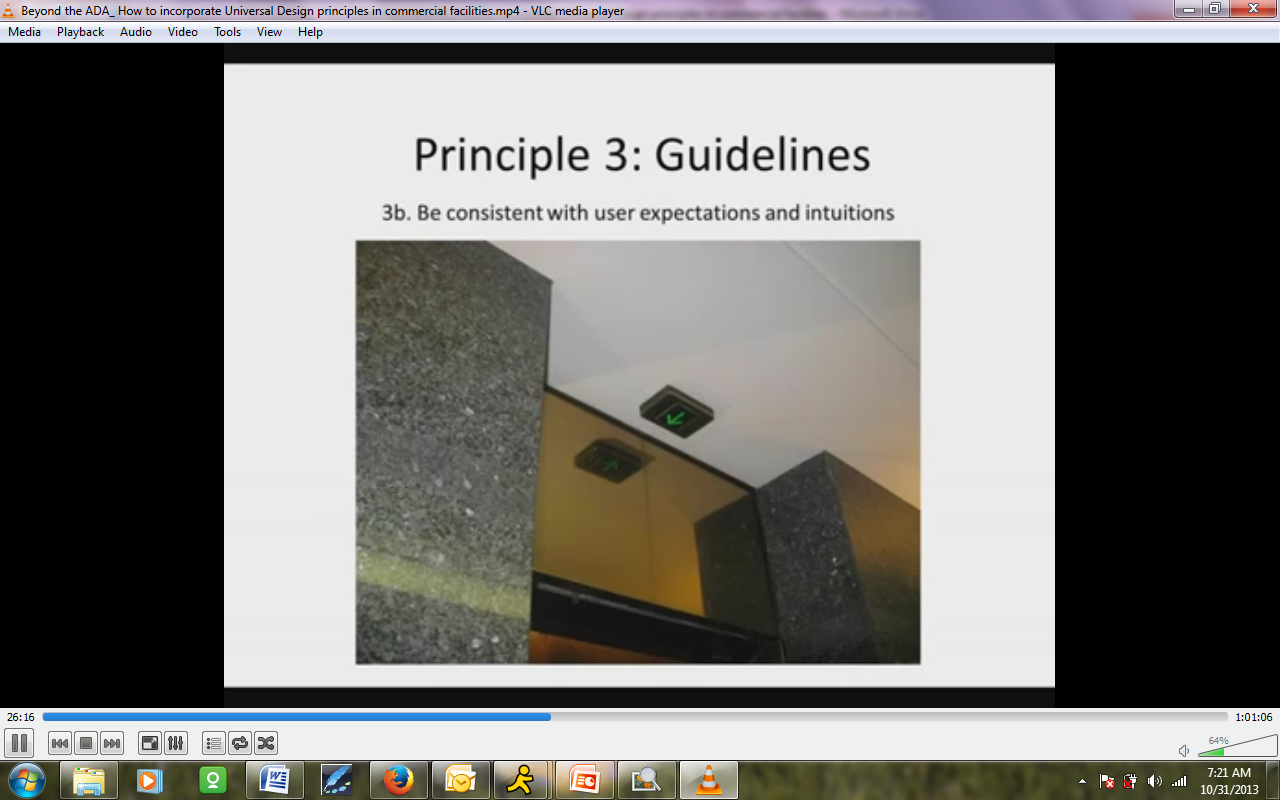 Beyond the ADA_ How to incorporate Universal Design principles in commercial facilities.mp4 - VLC media player
Media Playback Audio Video Tools View Help
Principle 3: Guidelines
3b. Be consistent with user expectations and intuitions
26:16
1:01:06
64%
7:21 AM
10/31/2013